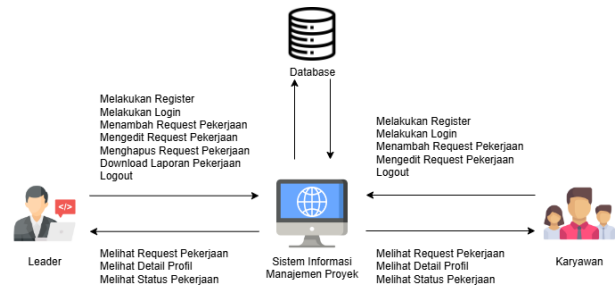 Database
Melakukan Register
Melakukan Login
Menambah Request Pekerjaan
Mengedit Request Pekerjaan
Menghapus Request Pekerjaan
Download Laporan Pekerjaan
Logout
Melakukan Register
Melakukan Login
Menambah Request Pekerjaan
Mengedit Request Pekerjaan
Logout
</>
Leader
Melihat Request Pekerjaan
Melihat Detail Profil
Melihat Status Pekerjaan
Sistem Informasi
Manajemen Proyek
Melihat Request Pekerjaan
Melihat Detail Profil
Melihat Status Pekerjaan
Karyawan